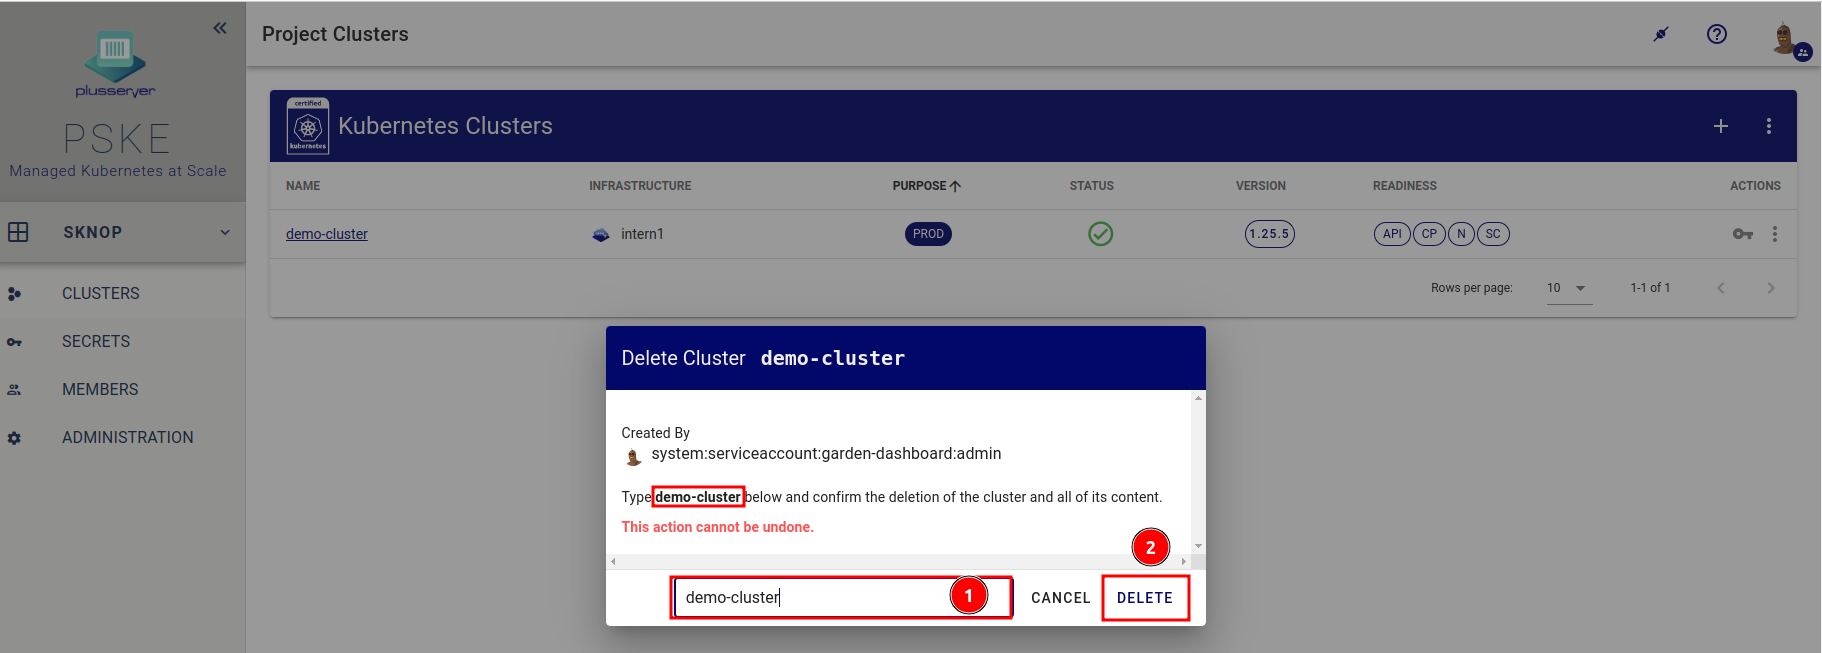 Project Clusters
plusserver
PSKE
Managed Kubernetes at Scale
SKNOP
CLUSTERS
SECRETS
MEMBERS
ADMINISTRATION
certified
kubernetes
Kubernetes Clusters
NAME INFRASTRUCTURE PURPOSE STATUS VERSION READINESS ACTIONS
demo-cluster intern1 PROD 1.25.5 API CP N SC
Rows per page: 10 1-1 of 1
Delete Cluster demo-cluster
Created By
system:serviceaccount:garden-dashboard:admin
Type demo-cluster below and confirm the deletion of the cluster and all of its content.
This action cannot be undone.
2
demo-cluster 1 CANCEL DELETE